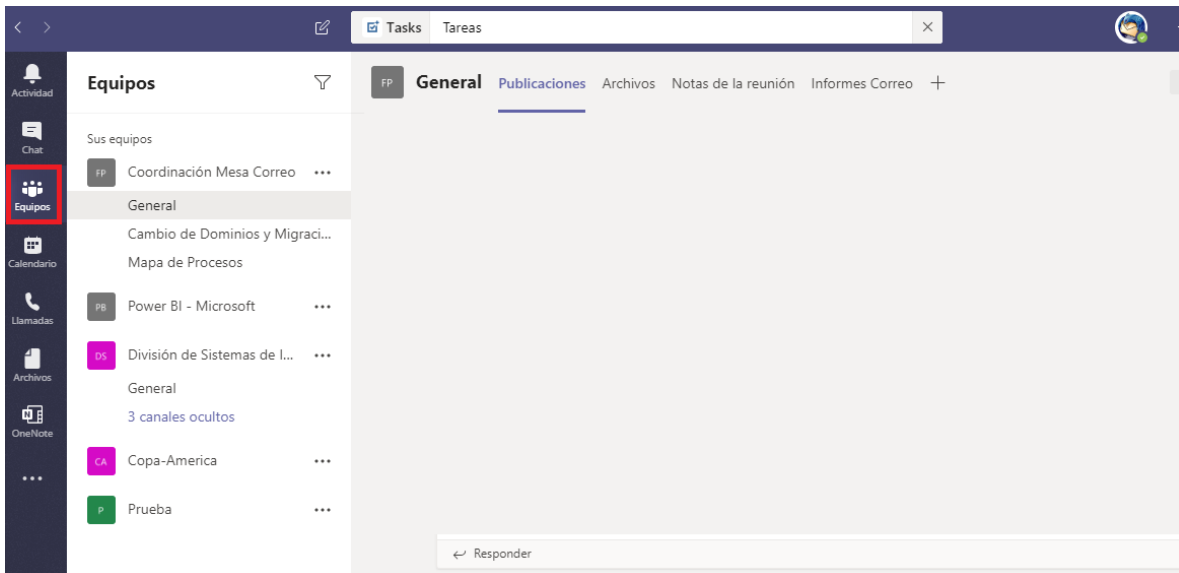 Tasks Tareas
Actividad
Chat
Equipos
Calendario
Llamadas
Archivos
OneNote
Equipos
Sus equipos
FP Coordinación Mesa Correo
General
Cambio de Dominios y Migraci...
Mapa de Procesos
PB Power BI - Microsoft
DS División de Sistemas de I...
General
3 canales ocultos
CA Copa-America
P Prueba
FP General Publicaciones Archivos Notas de la reunión Informes Correo
Responder